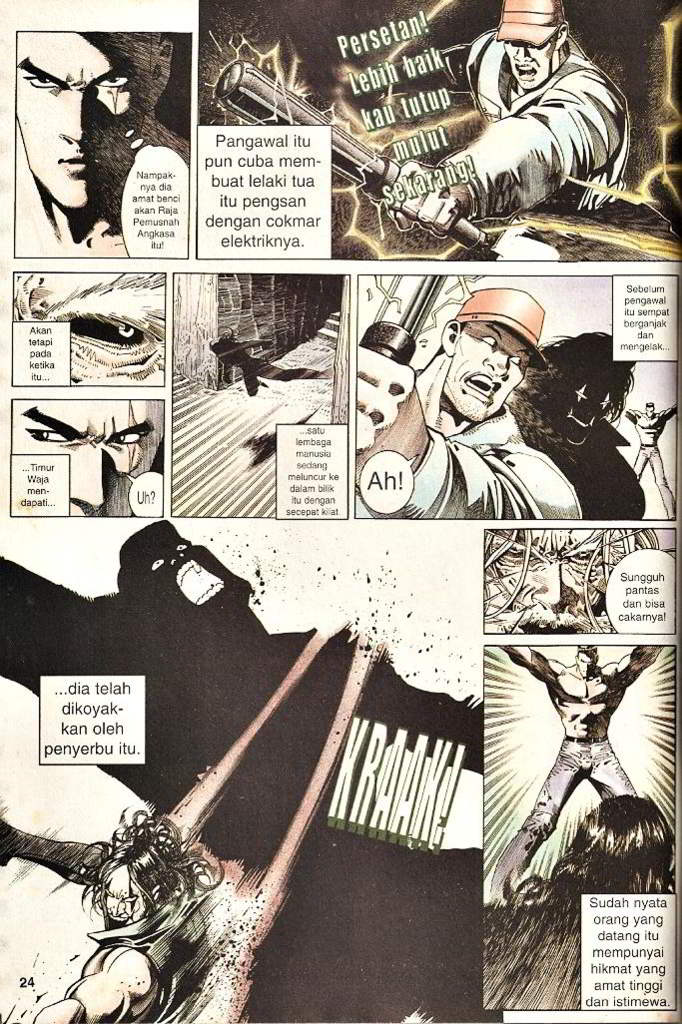 Nampak-
nya dia
amat benci
akan Raja
Pemusnah
Angkasa
itu!
Pangawal itu
pun cuba mem-
buat lelaki tua
itu pengsan
dengan cokmar
elektriknya.
Persetan!
Lebih baik
kau tutup
mulut
sekarang!
Akan
tetapi
pada
ketika
itu...
...Timur
Waja
men-
dapati...
Uh?
...satu
lembaga
manusia
sedang
meluncur ke
dalam bilik
itu dengan
secepat kilat.
Sebelum
pengawal
itu sempat
berganjak
dan
mengelak...
Ah!
...dia telah
dikoyak-
kan oleh
penyerbu itu.
KRAAK!
Sungguh
pantas
dan bisa
cakarnya!
Sudah nyata
orang yang
datang itu
mempunyai
hikmat yang
amat tinggi
dan istimewa.
24